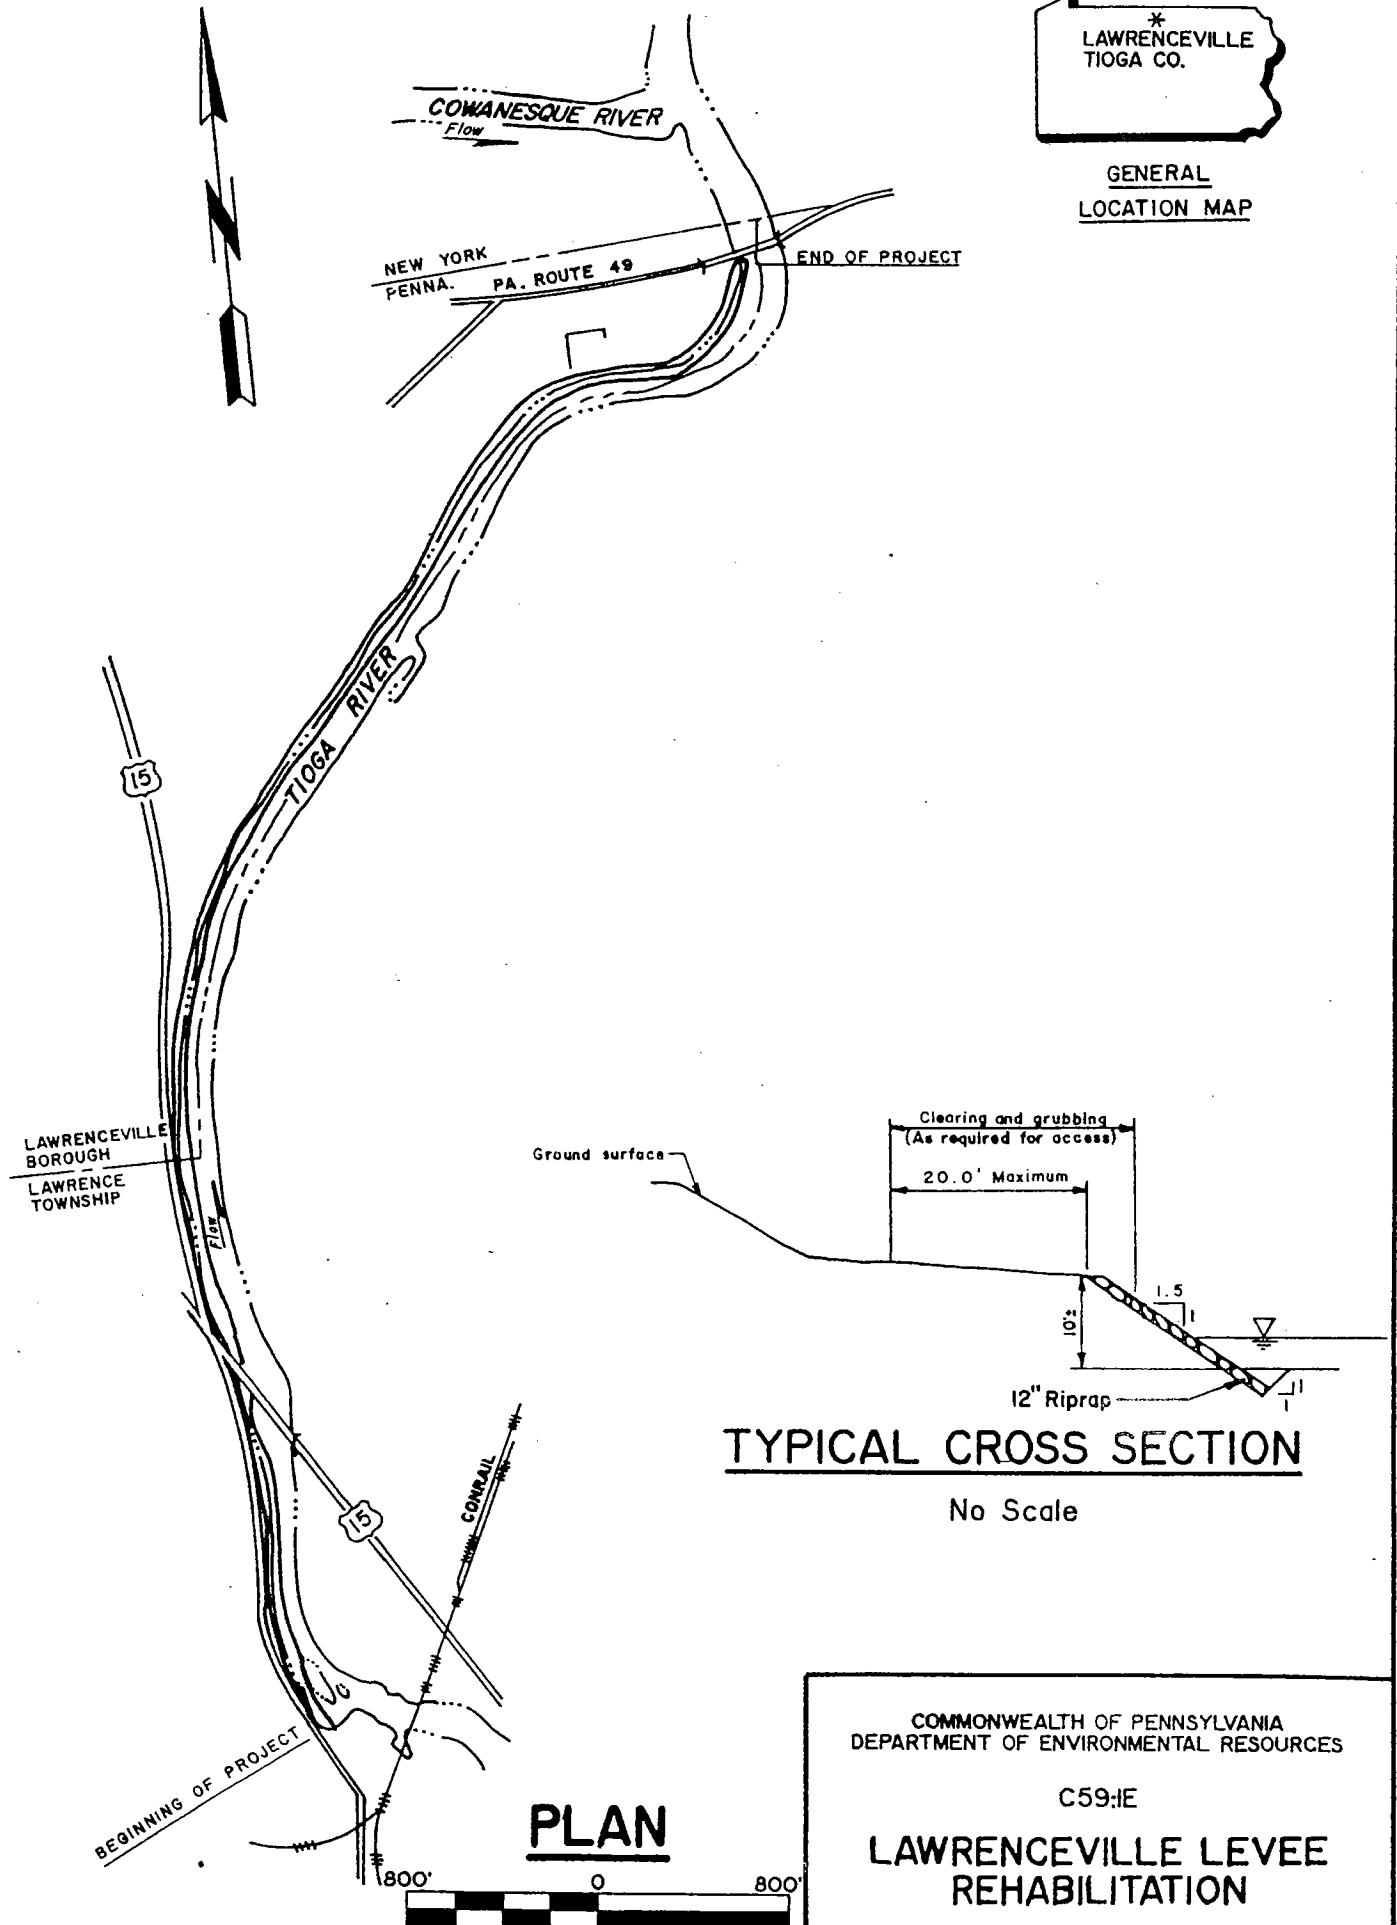 *
LAWRENCEVILLE
TIOGA CO.
GENERAL
LOCATION MAP
COWANESQUE RIVER
Flow
N
NEW YORK
PENNA.
PA. ROUTE 49
END OF PROJECT
TIOGA RIVER
15
LAWRENCEVILLE
BOROUGH
LAWRENCE
TOWNSHIP
Flow
Clearing and grubbing
(As required for access)
Ground surface
20.0' Maximum
1.5
1
10'±
12" Riprap
1
1
TYPICAL CROSS SECTION
No Scale
CONRAIL
15
BEGINNING OF PROJECT
PLAN
800'
0
800'
COMMONWEALTH OF PENNSYLVANIA
DEPARTMENT OF ENVIRONMENTAL RESOURCES
C59:1E
LAWRENCEVILLE LEVEE
REHABILITATION